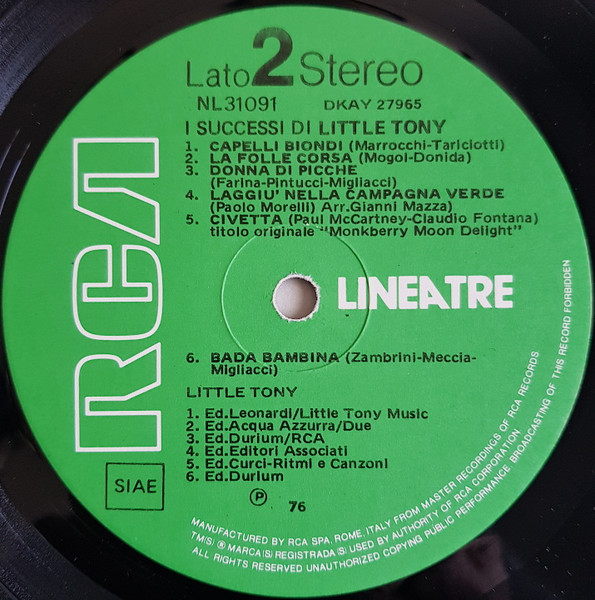 Lato 2 Stereo
NL31091 DKAY 27965
I SUCCESSI DI LITTLE TONY
1. CAPELLI BIONDI (Marrocchi-Tariciotti)
2. LA FOLLE CORSA (Mogol-Donida)
3. DONNA DI PICCHE
(Farina-Pintucci-Migliacci)
4. LAGGIU' NELLA CAMPAGNA VERDE
(Paolo Morelli) Arr.Gianni Mazza)
5. CIVETTA (Paul McCartney-Claudio Fontana)
titolo originale "Monkberry Moon Delight"
RCA
LINEATRE
6. BADA BAMBINA (Zambrini-Meccia-
Migliacci)
LITTLE TONY
1. Ed.Leonardi/Little Tony Music
2. Ed.Acqua Azzurra/Due
3. Ed.Durium/RCA
4. Ed.Editori Associati
5. Ed.Curci-Ritmi e Canzoni
6. Ed.Durium
SIAE
Ⓟ 76
MANUFACTURED BY RCA SPA, ROME, ITALY FROM MASTER RECORDINGS OF RCA RECORDS
TM(S) ® MARCA(S) REGISTRADA(S) USED BY AUTHORITY OF RCA CORPORATION
ALL RIGHTS RESERVED UNAUTHORIZED COPYING PUBLIC PERFORMANCE BROADCASTING OF THIS RECORD FORBIDDEN